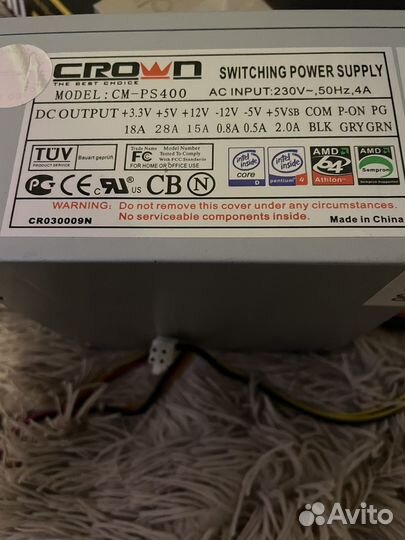 CROWN
THE BEST CHOICE
SWITCHING POWER SUPPLY
MODEL: CM-PS400
AC INPUT: 230V~,50Hz,4A
DC OUTPUT +3.3V +5V +12V -12V -5V +5VSB COM P-ON PG
18A 28A 15A 0.8A 0.5A 2.0A BLK GRY GRN
TÜV
Bauart geprüft
Trade Name
Model Number
FC
Tested To Comply
With FCC Standards
FOR HOME OR OFFICE USE
intel inside
core
D
intel inside
pentium 4
AMD
64
Athlon
AMD
Sempron
Sempron Supported
PG CE CB N
CR030009N
WARNING: Do not remove this cover under any circumstances.
No serviceable components inside.
Made in China
Avito